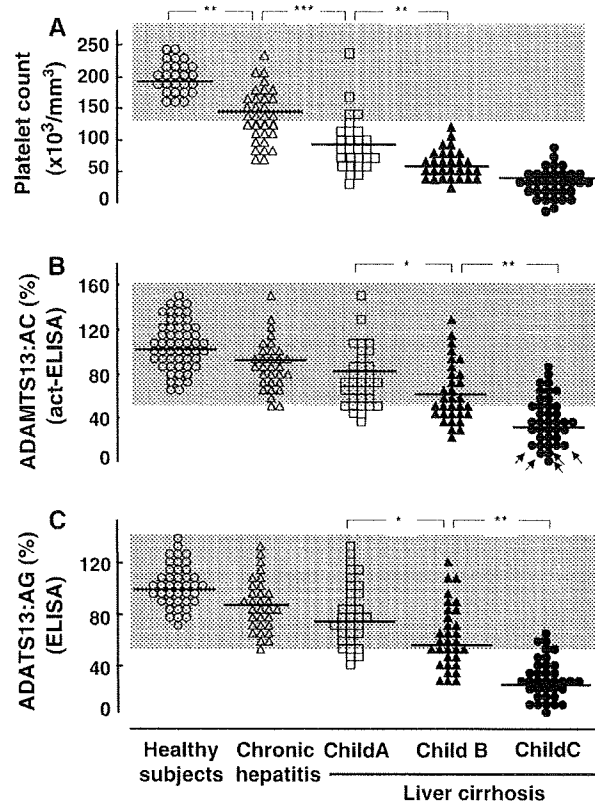 ** *** **
A
Platelet count
(x10³/mm³)
250
200
150
100
50
0
* **
B
ADAMTS13:AC (%)
(act-ELISA)
160
120
80
40
0
* **
C
ADATS13:AG (%)
(ELISA)
120
80
40
0
Healthy subjects
Chronic hepatitis
ChildA
Child B
ChildC
Liver cirrhosis